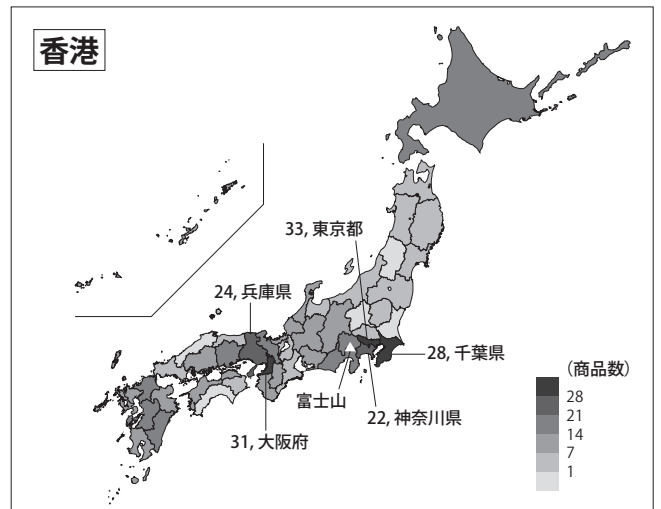 香港
33, 東京都
24, 兵庫県
28, 千葉県
富士山
22, 神奈川県
31, 大阪府
(商品数)
28
21
14
7
1